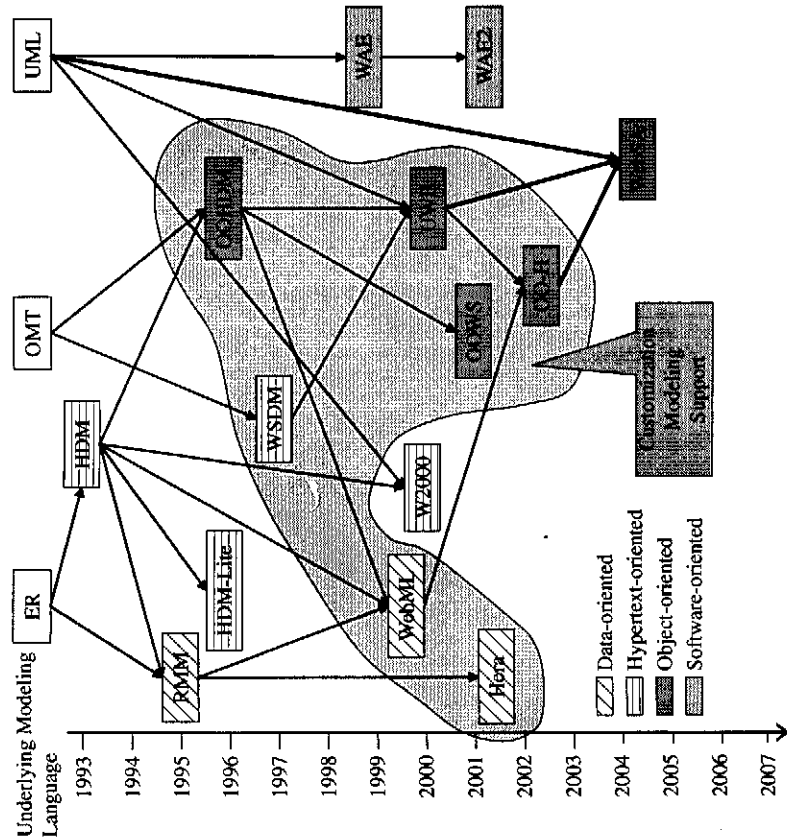 Underlying Modeling
Language
ER
OMT
UML
1993
HDM
1994
1995
RMM
1996
HDM-Lite
OOHDM
1997
WSDM
1998
1999
WAE
2000
WebML
W2000
UWE
2001
Hera
OOWS
WAE2
2002
OO-H
2003
2004
2005
2006
2007
Data-oriented
Hypertext-oriented
Object-oriented
Software-oriented
Customization
Modeling
Support